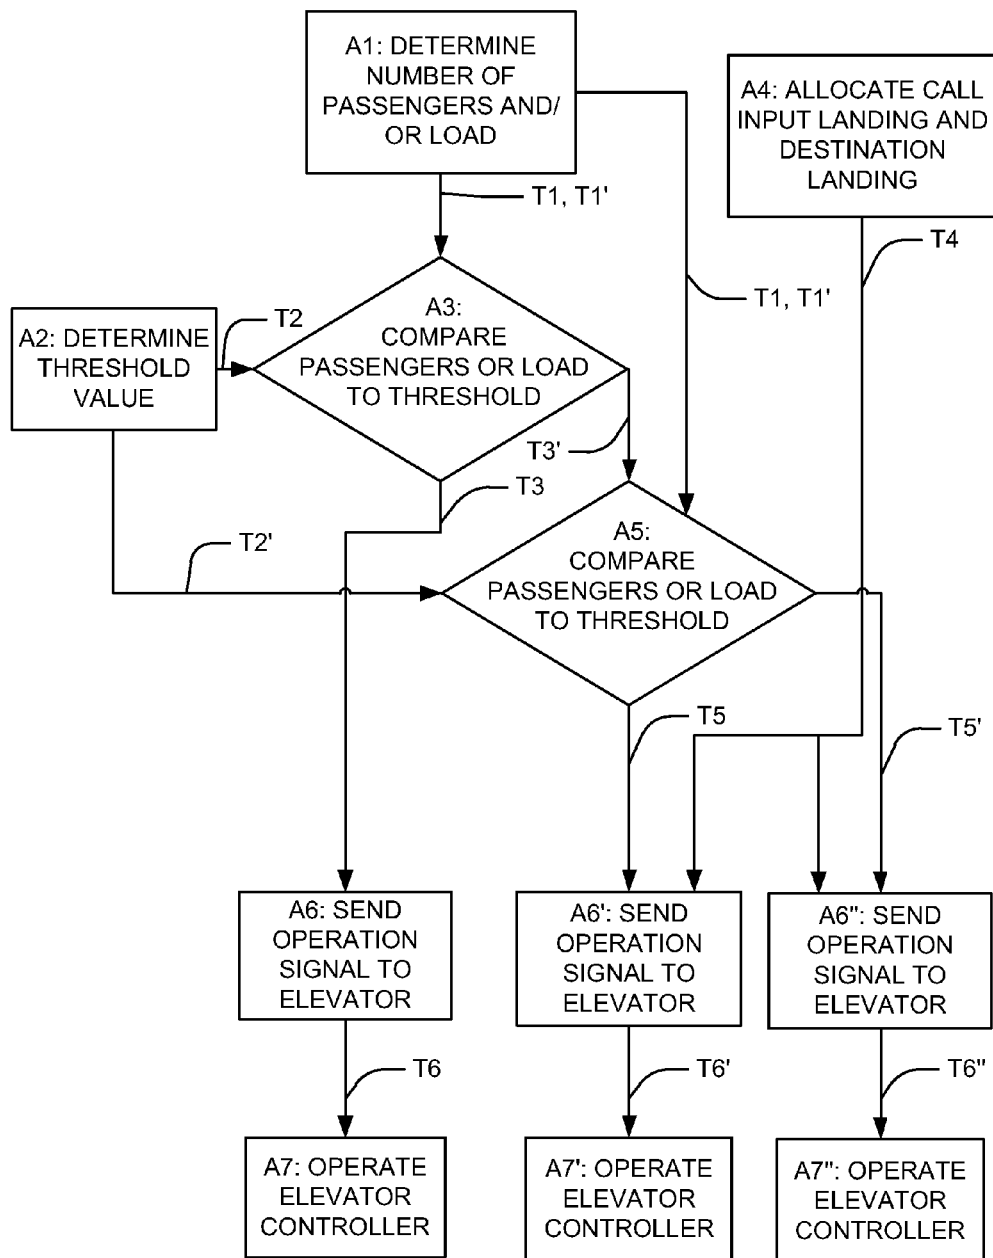 A1: DETERMINE
NUMBER OF
PASSENGERS AND/
OR LOAD
A4: ALLOCATE CALL
INPUT LANDING AND
DESTINATION
LANDING
T1, T1'
T4
T1, T1'
A2: DETERMINE
THRESHOLD
VALUE
T2
A3:
COMPARE
PASSENGERS OR LOAD
TO THRESHOLD
T3'
T3
T2'
A5:
COMPARE
PASSENGERS OR LOAD
TO THRESHOLD
T5
T5'
A6: SEND
OPERATION
SIGNAL TO
ELEVATOR
A6': SEND
OPERATION
SIGNAL TO
ELEVATOR
A6": SEND
OPERATION
SIGNAL TO
ELEVATOR
T6
T6'
T6"
A7: OPERATE
ELEVATOR
CONTROLLER
A7': OPERATE
ELEVATOR
CONTROLLER
A7": OPERATE
ELEVATOR
CONTROLLER